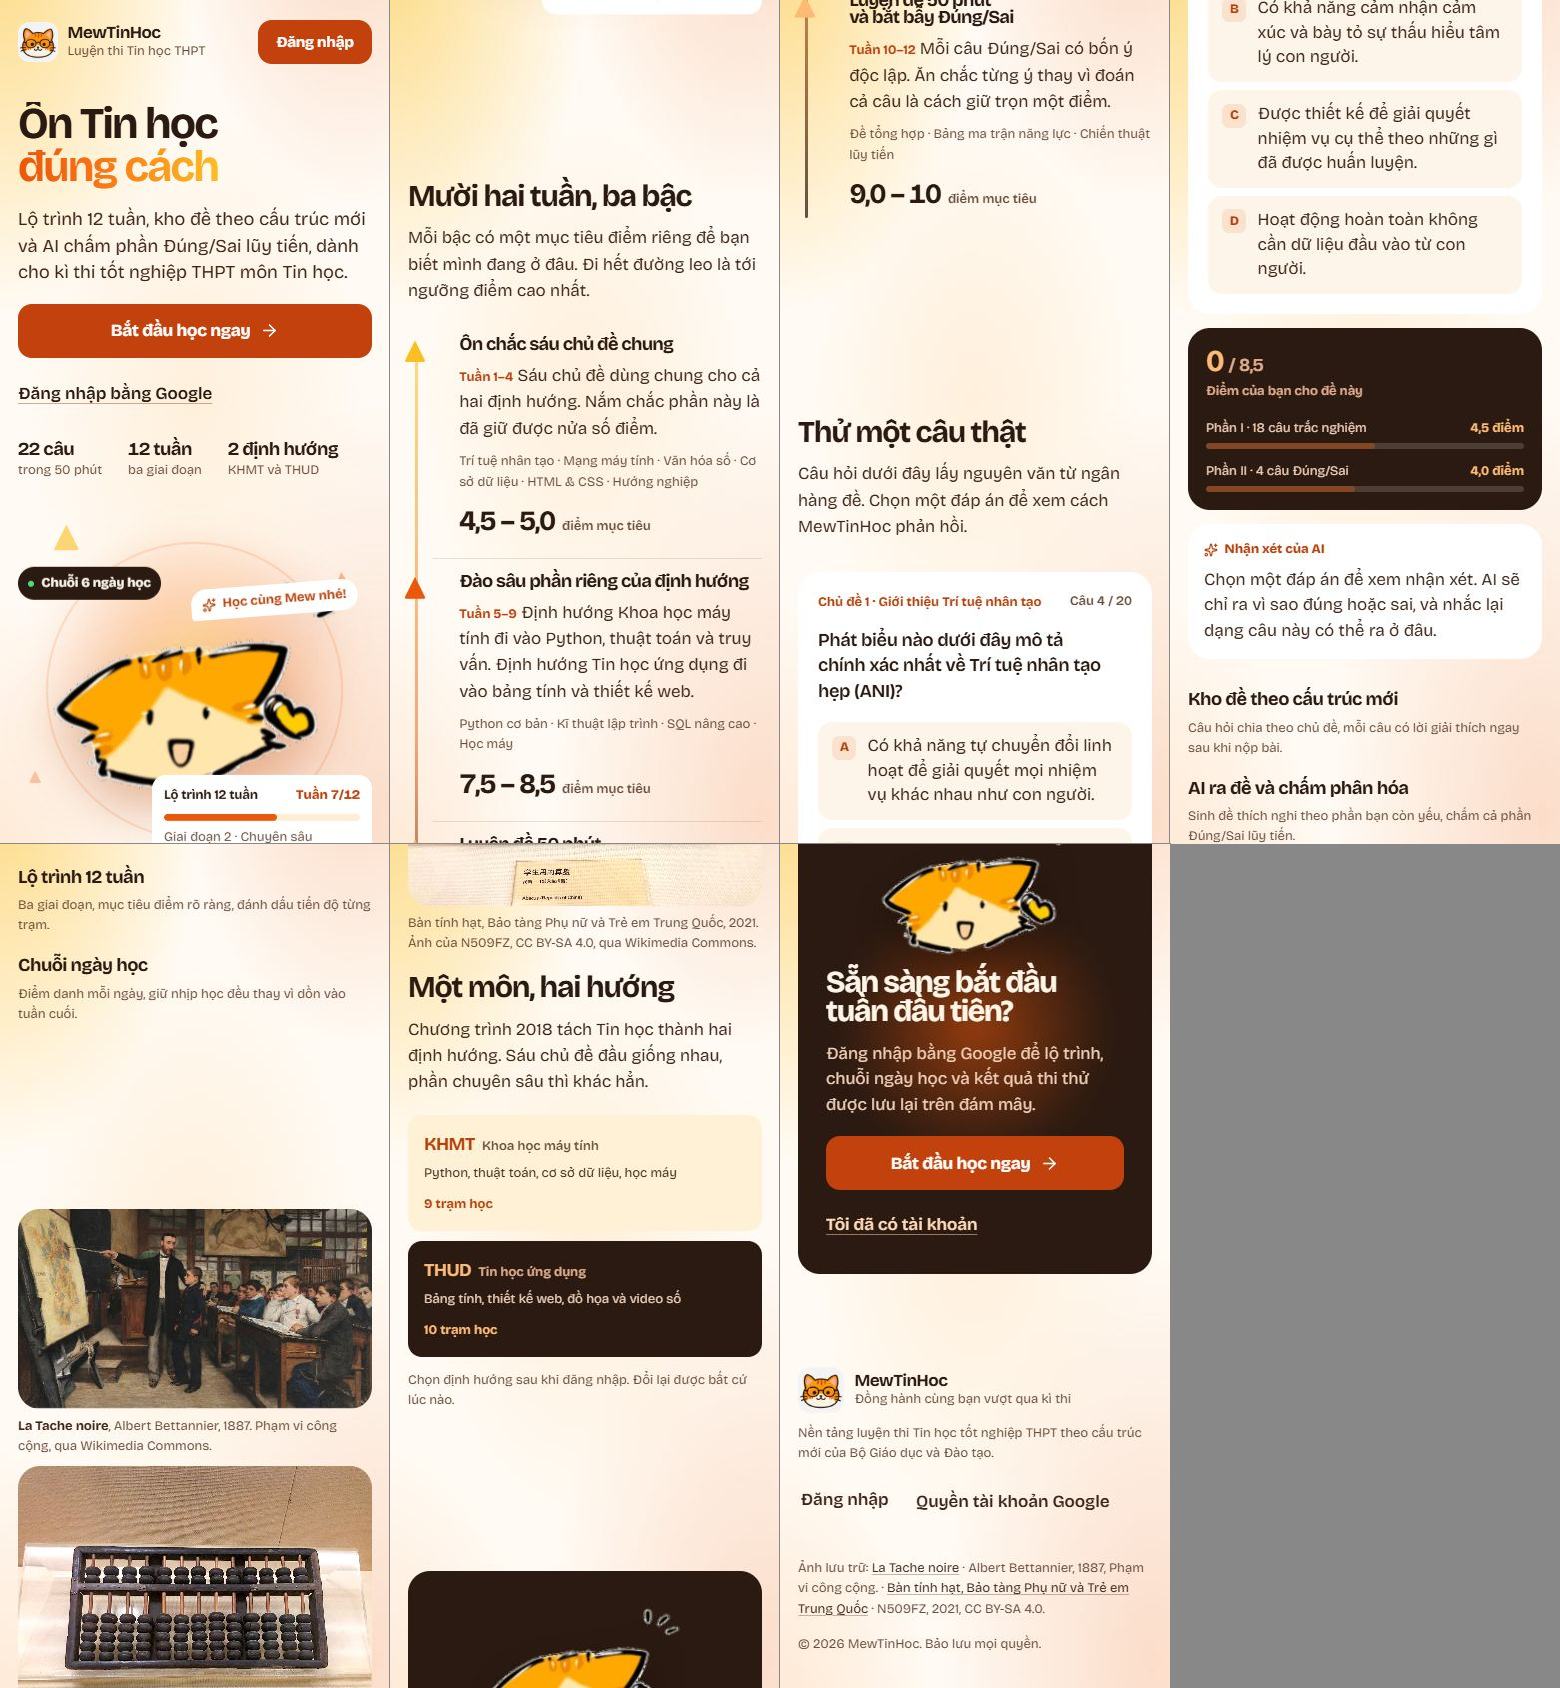 MewTinHoc
Luyện thi Tin học THPT
Đăng nhập
Ôn Tin học
đúng cách
Lộ trình 12 tuần, kho đề theo cấu trúc mới
và AI chấm phần Đúng/Sai lũy tiến, dành
cho kì thi tốt nghiệp THPT môn Tin học.
Bắt đầu học ngay →
Đăng nhập bằng Google
22 câu
trong 50 phút
12 tuần
ba giai đoạn
2 định hướng
KHMT và THUD
Chuỗi 6 ngày học
Học cùng Mew nhé!
Lộ trình 12 tuần
Tuần 7/12
Giai đoạn 2 · Chuyên sâu
Mười hai tuần, ba bậc
Mỗi bậc có một mục tiêu điểm riêng để bạn
biết mình đang ở đâu. Đi hết đường leo là tới
ngưỡng điểm cao nhất.
Ôn chắc sáu chủ đề chung
Tuần 1–4 Sáu chủ đề dùng chung cho cả
hai định hướng. Nắm chắc phần này là
đã giữ được nửa số điểm.
Trí tuệ nhân tạo · Mạng máy tính · Văn hóa số · Cơ
sở dữ liệu · HTML & CSS · Hướng nghiệp
4,5 – 5,0 điểm mục tiêu
Đào sâu phần riêng của định hướng
Tuần 5–9 Định hướng Khoa học máy
tính đi vào Python, thuật toán và truy
vấn. Định hướng Tin học ứng dụng đi
vào bảng tính và thiết kế web.
Python cơ bản · Kĩ thuật lập trình · SQL nâng cao ·
Học máy
7,5 – 8,5 điểm mục tiêu
Luyện đề 50 phút
Luyện đề 50 phút
và bắt bẫy Đúng/Sai
Tuần 10–12 Mỗi câu Đúng/Sai có bốn ý
độc lập. Ăn chắc từng ý thay vì đoán
cả câu là cách giữ trọn một điểm.
Đề tổng hợp · Bảng ma trận năng lực · Chiến thuật
lũy tiến
9,0 – 10 điểm mục tiêu
Thử một câu thật
Câu hỏi dưới đây lấy nguyên văn từ ngân
hàng đề. Chọn một đáp án để xem cách
MewTinHoc phản hồi.
Chủ đề 1 · Giới thiệu Trí tuệ nhân tạo
Câu 4 / 20
Phát biểu nào dưới đây mô tả
chính xác nhất về Trí tuệ nhân tạo
hẹp (ANI)?
A
Có khả năng tự chuyển đổi linh
hoạt để giải quyết mọi nhiệm
vụ khác nhau như con người.
B
Có khả năng cảm nhận cảm
xúc và bày tỏ sự thấu hiểu tâm
lý con người.
C
Được thiết kế để giải quyết
nhiệm vụ cụ thể theo những gì
đã được huấn luyện.
D
Hoạt động hoàn toàn không
cần dữ liệu đầu vào từ con
người.
0 / 8,5
Điểm của bạn cho đề này
Phần I · 18 câu trắc nghiệm
4,5 điểm
Phần II · 4 câu Đúng/Sai
4,0 điểm
Nhận xét của AI
Chọn một đáp án để xem nhận xét. AI sẽ
chỉ ra vì sao đúng hoặc sai, và nhắc lại
dạng câu này có thể ra ở đâu.
Kho đề theo cấu trúc mới
Câu hỏi chia theo chủ đề, mỗi câu có lời giải thích ngay
sau khi nộp bài.
AI ra đề và chấm phân hóa
Sinh đề thích nghi theo phần bạn còn yếu, chấm cả phần
Đúng/Sai lũy tiến.
Lộ trình 12 tuần
Ba giai đoạn, mục tiêu điểm rõ ràng, đánh dấu tiến độ từng
trạm.
Chuỗi ngày học
Điểm danh mỗi ngày, giữ nhịp học đều thay vì dồn vào
tuần cuối.
La Tache noire, Albert Bettannier, 1887. Phạm vi công
cộng, qua Wikimedia Commons.
Bàn tính hạt, Bảo tàng Phụ nữ và Trẻ em Trung Quốc, 2021.
Ảnh của N509FZ, CC BY-SA 4.0, qua Wikimedia Commons.
Một môn, hai hướng
Chương trình 2018 tách Tin học thành hai
định hướng. Sáu chủ đề đầu giống nhau,
phần chuyên sâu thì khác hẳn.
KHMT Khoa học máy tính
Python, thuật toán, cơ sở dữ liệu, học máy
9 trạm học
THUD Tin học ứng dụng
Bảng tính, thiết kế web, đồ họa và video số
10 trạm học
Chọn định hướng sau khi đăng nhập. Đổi lại được bất cứ
lúc nào.
Sẵn sàng bắt đầu
tuần đầu tiên?
Đăng nhập bằng Google để lộ trình,
chuỗi ngày học và kết quả thi thử
được lưu lại trên đám mây.
Bắt đầu học ngay →
Tôi đã có tài khoản
MewTinHoc
Đồng hành cùng bạn vượt qua kì thi
Nền tảng luyện thi Tin học tốt nghiệp THPT theo cấu trúc
mới của Bộ Giáo dục và Đào tạo.
Đăng nhập
Quyền tài khoản Google
Ảnh lưu trữ: La Tache noire · Albert Bettannier, 1887, Phạm
vi công cộng. · Bàn tính hạt, Bảo tàng Phụ nữ và Trẻ em
Trung Quốc · N509FZ, 2021, CC BY-SA 4.0.
© 2026 MewTinHoc. Bảo lưu mọi quyền.